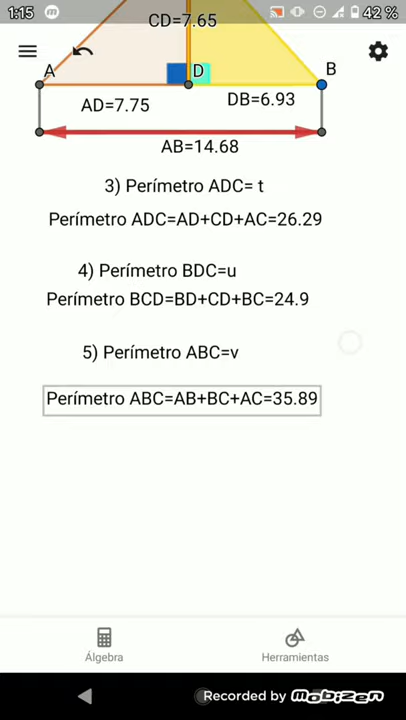 1:15 42 %
CD=7.65
A D B
AD=7.75 DB=6.93
AB=14.68
3) Perímetro ADC= t
Perímetro ADC=AD+CD+AC=26.29
4) Perímetro BDC=u
Perímetro BCD=BD+CD+BC=24.9
5) Perímetro ABC=v
Perímetro ABC=AB+BC+AC=35.89
Álgebra Herramientas
Recorded by mobizen